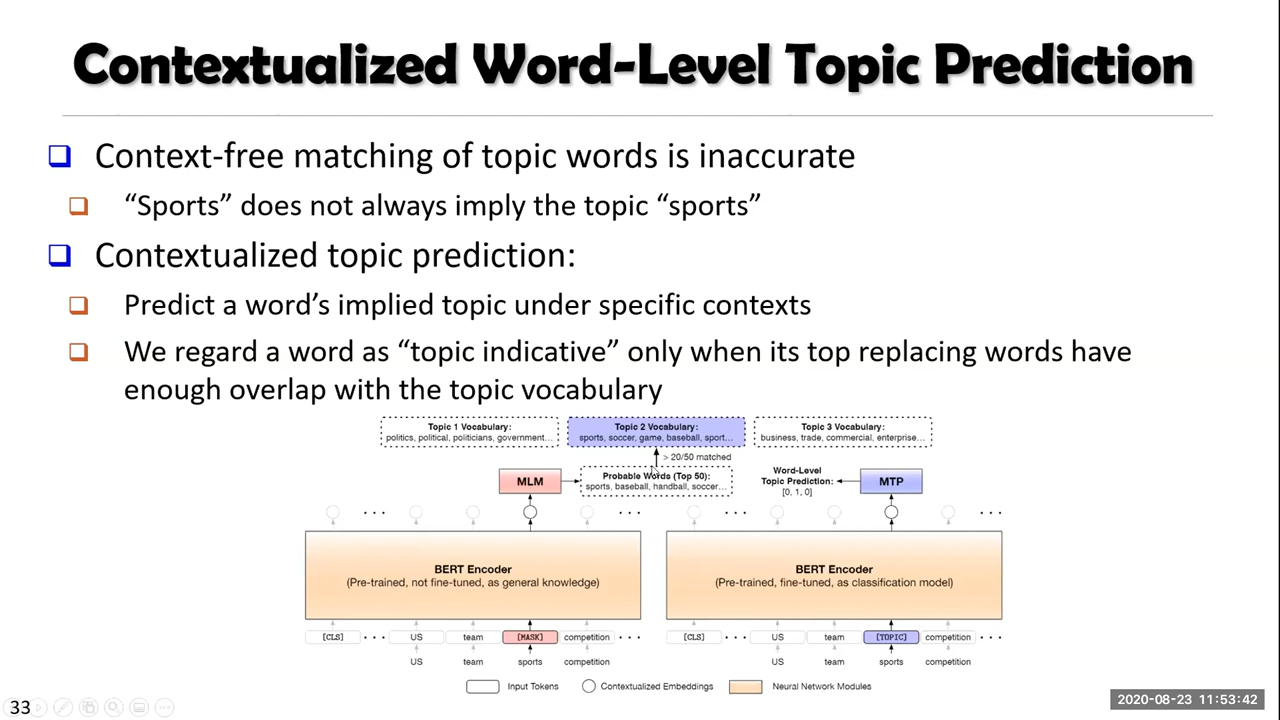 Contextualized Word-Level Topic Prediction
Context-free matching of topic words is inaccurate
“Sports” does not always imply the topic “sports”
Contextualized topic prediction:
Predict a word’s implied topic under specific contexts
We regard a word as “topic indicative” only when its top replacing words have
enough overlap with the topic vocabulary
Topic 1 Vocabulary:
politics, political, politicians, government...
Topic 2 Vocabulary:
sports, soccer, game, baseball, sport...
Topic 3 Vocabulary:
business, trade, commercial, enterprise...
> 20/50 matched
MLM
Probable Words (Top 50):
sports, baseball, handball, soccer...
Word-Level
Topic Prediction:
[0, 1, 0]
MTP
BERT Encoder
(Pre-trained, not fine-tuned, as general knowledge)
BERT Encoder
(Pre-trained, fine-tuned, as classification model)
[CLS] ... US team [MASK] competition ...
US team sports competition
[CLS] ... US team [TOPIC] competition ...
US team sports competition
Input Tokens
Contextualized Embeddings
Neural Network Modules
33
2020-08-23 11:53:42